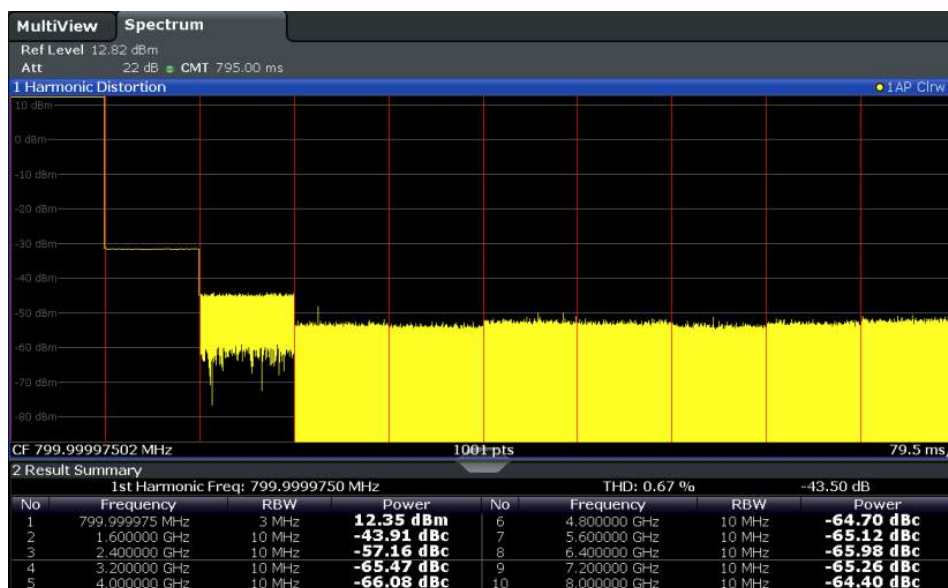 MultiView Spectrum
Ref Level 12.82 dBm
Att 22 dB CMT 795.00 ms
1 Harmonic Distortion 1AP Clrw
10 dBm
0 dBm
-10 dBm
-20 dBm
-30 dBm
-40 dBm
-50 dBm
-60 dBm
-70 dBm
-80 dBm
CF 799.99997502 MHz 1001 pts 79.5 ms/
2 Result Summary
1st Harmonic Freq: 799.9999750 MHz THD: 0.67 % -43.50 dB
No Frequency RBW Power No Frequency RBW Power
1 799.999975 MHz 3 MHz 12.35 dBm 6 4.800000 GHz 10 MHz -64.70 dBc
2 1.600000 GHz 10 MHz -43.91 dBc 7 5.600000 GHz 10 MHz -65.12 dBc
3 2.400000 GHz 10 MHz -57.16 dBc 8 6.400000 GHz 10 MHz -65.98 dBc
4 3.200000 GHz 10 MHz -65.47 dBc 9 7.200000 GHz 10 MHz -65.26 dBc
5 4.000000 GHz 10 MHz -66.08 dBc 10 8.000000 GHz 10 MHz -64.40 dBc